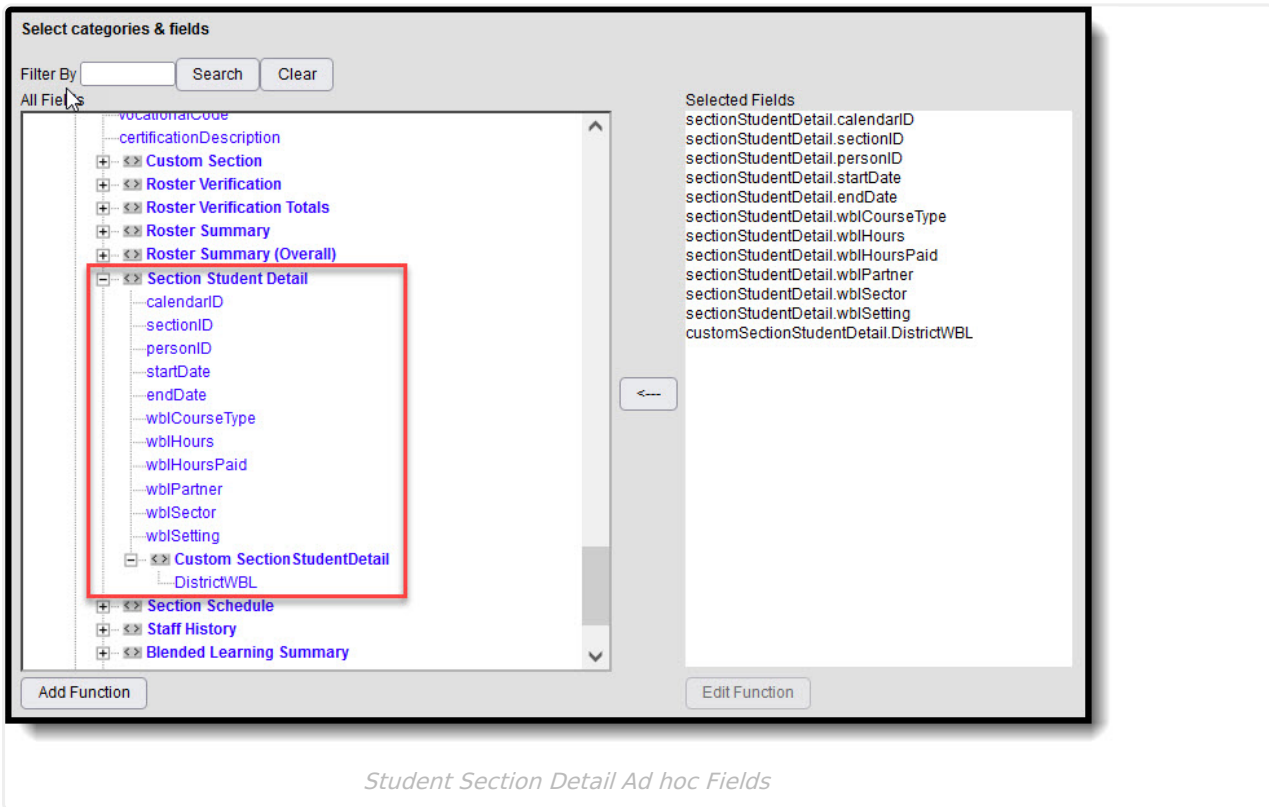 Select categories & fields
Filter By
Search
Clear
All Fields
vocationalCode
certificationDescription
Custom Section
Roster Verification
Roster Verification Totals
Roster Summary
Roster Summary (Overall)
Section Student Detail
calendarID
sectionID
personID
startDate
endDate
wblCourseType
wblHours
wblHoursPaid
wblPartner
wblSector
wblSetting
Custom SectionStudentDetail
DistrictWBL
Section Schedule
Staff History
Blended Learning Summary
Add Function
<---
Selected Fields
sectionStudentDetail.calendarID
sectionStudentDetail.sectionID
sectionStudentDetail.personID
sectionStudentDetail.startDate
sectionStudentDetail.endDate
sectionStudentDetail.wblCourseType
sectionStudentDetail.wblHours
sectionStudentDetail.wblHoursPaid
sectionStudentDetail.wblPartner
sectionStudentDetail.wblSector
sectionStudentDetail.wblSetting
customSectionStudentDetail.DistrictWBL
Edit Function
Student Section Detail Ad hoc Fields